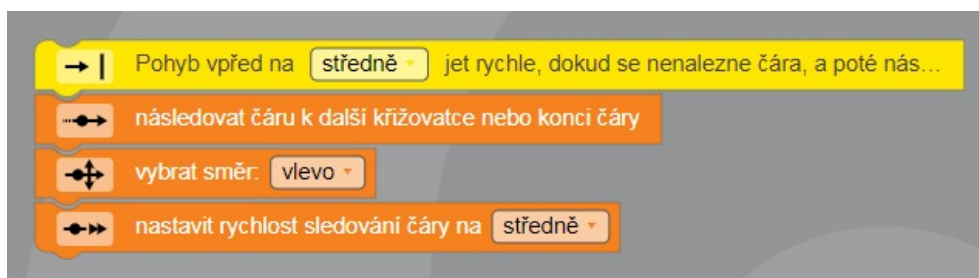 Pohyb vpřed na středně jet rychle, dokud se nenalezne čára, a poté nás...
následovat čáru k další křižovatce nebo konci čáry
vybrat směr: vlevo
nastavit rychlost sledování čáry na středně